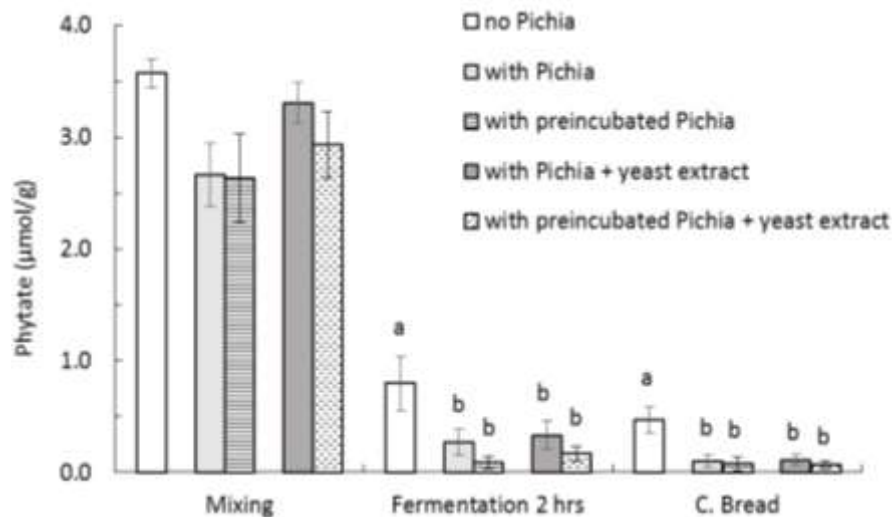 4.0
3.0
2.0
1.0
0.0
Phytate (µmol/g)
no Pichia
with Pichia
with preincubated Pichia
with Pichia + yeast extract
with preincubated Pichia + yeast extract
a
b
b
b
b
a
b b
b b
Mixing
Fermentation 2 hrs
C. Bread